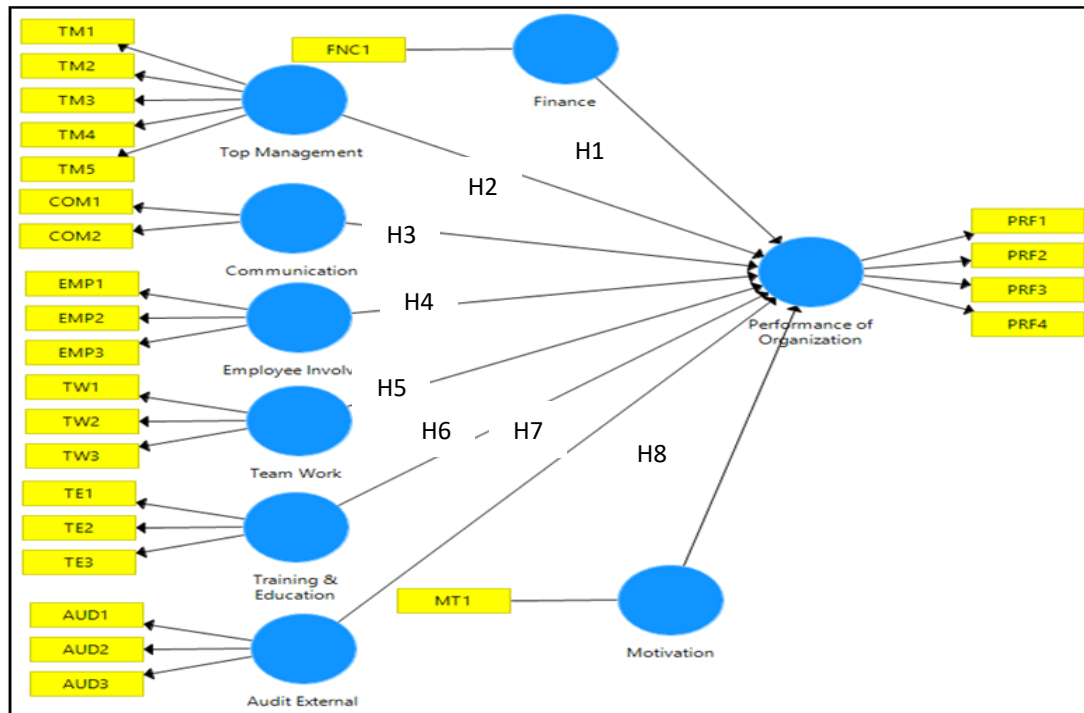 TM1
TM2
TM3
TM4
TM5
Top Management
FNC1
Finance
H1
H2
COM1
COM2
Communication
H3
EMP1
EMP2
EMP3
Employee Involv
H4
TW1
TW2
TW3
Team Work
H5
TE1
TE2
TE3
Training &
Education
H6
H7
H8
AUD1
AUD2
AUD3
Audit External
MT1
Motivation
Performance of
Organization
PRF1
PRF2
PRF3
PRF4